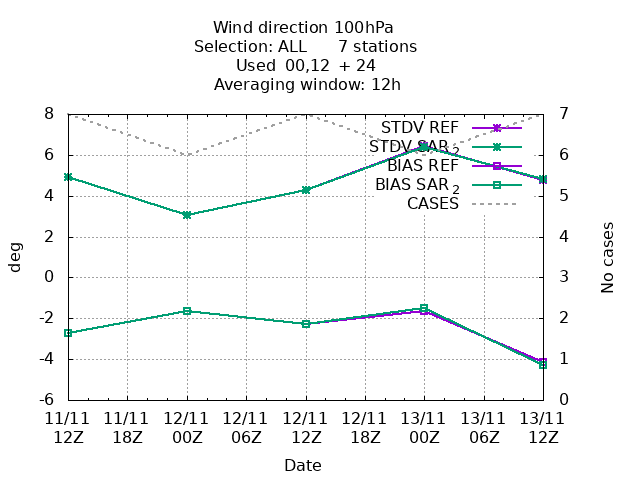 Wind direction 100hPa
Selection: ALL 7 stations
Used 00,12 + 24
Averaging window: 12h
8
6
4
2
0
-2
-4
-6
deg
7
6
5
4
3
2
1
0
No cases
STDV REF
STDV SAR 2
BIAS REF
BIAS SAR 2
CASES
11/11 11/11 12/11 12/11 12/11 12/11 13/11 13/11 13/11
12Z 18Z 00Z 06Z 12Z 18Z 00Z 06Z 12Z
Date